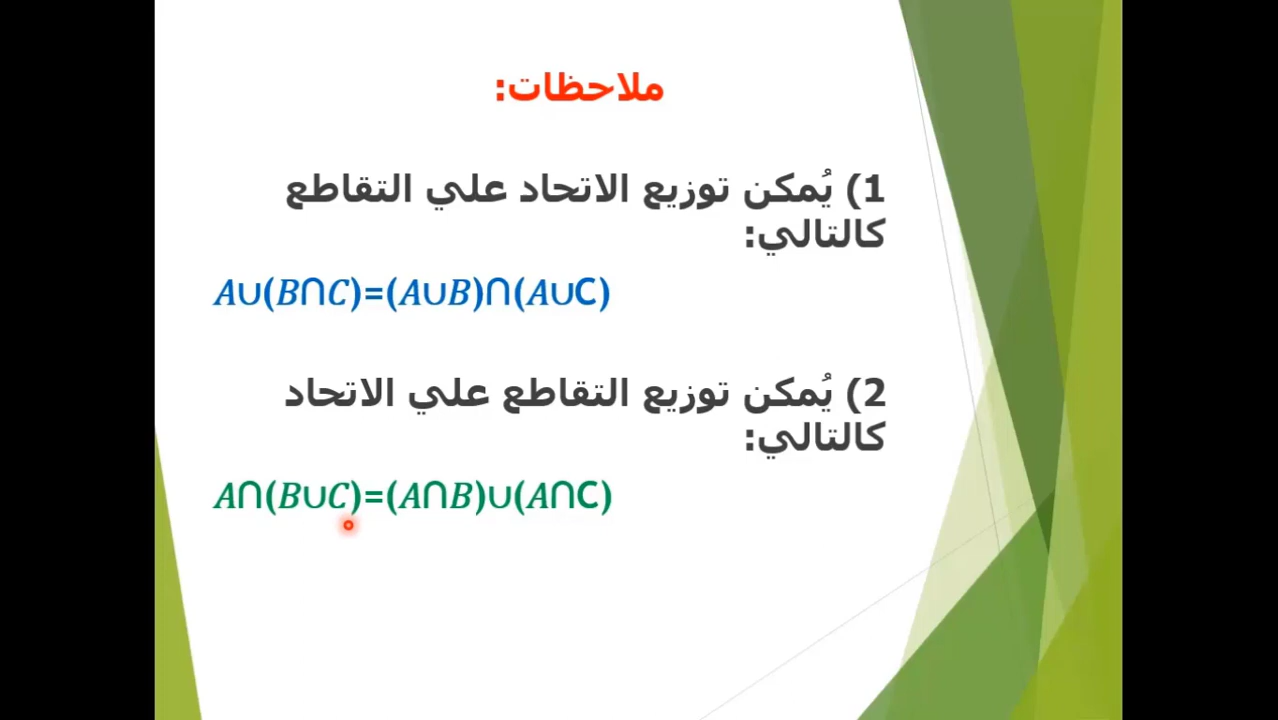 ملاحظات:
1) يُمكن توزيع الاتحاد علي التقاطع
كالتالي:
A∪(B∩C)=(A∪B)∩(A∪C)
2) يُمكن توزيع التقاطع علي الاتحاد
كالتالي:
A∩(B∪C)=(A∩B)∪(A∩C)